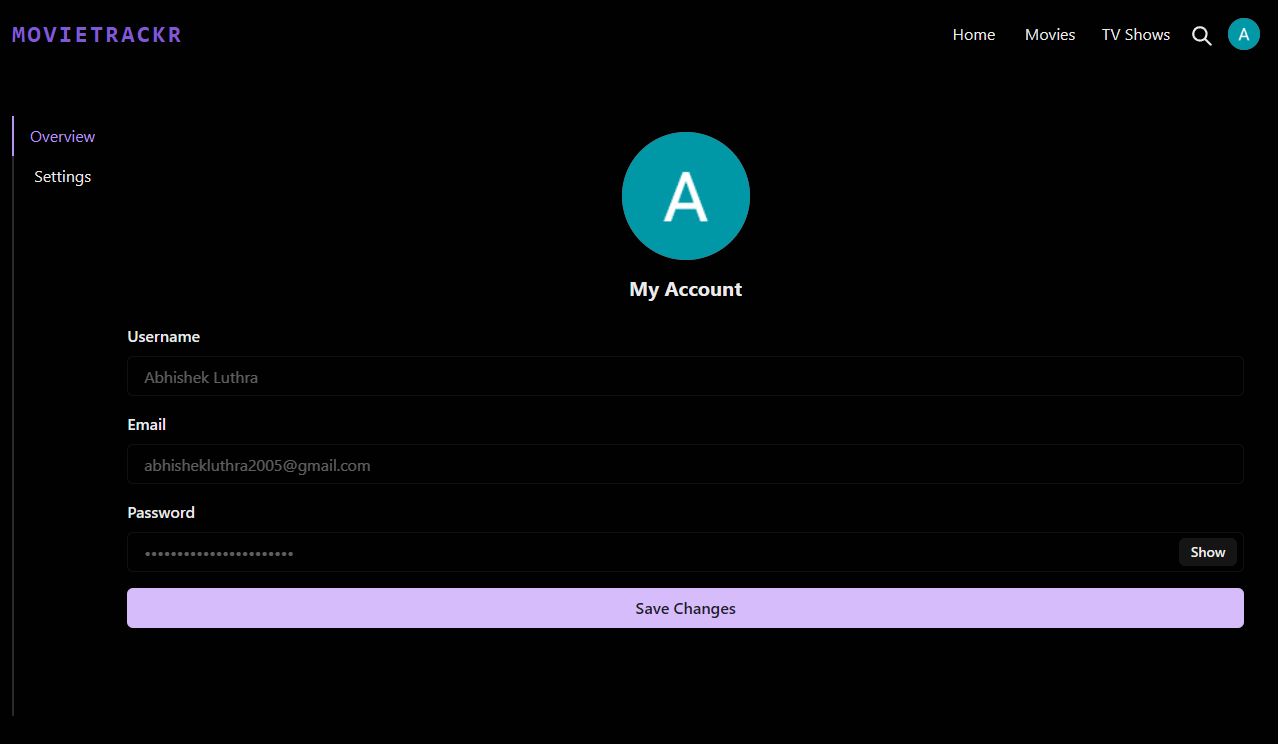 MOVIETRACKR
Home Movies TV Shows A
Overview
Settings
A
My Account
Username
Abhishek Luthra
Email
abhishekluthra2005@gmail.com
Password
•••••••••••••••••••••••
Show
Save Changes